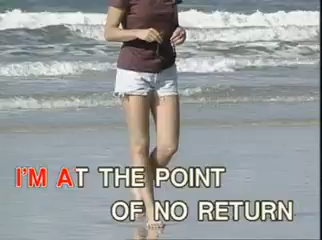 I'M AT THE POINT
OF NO RETURN